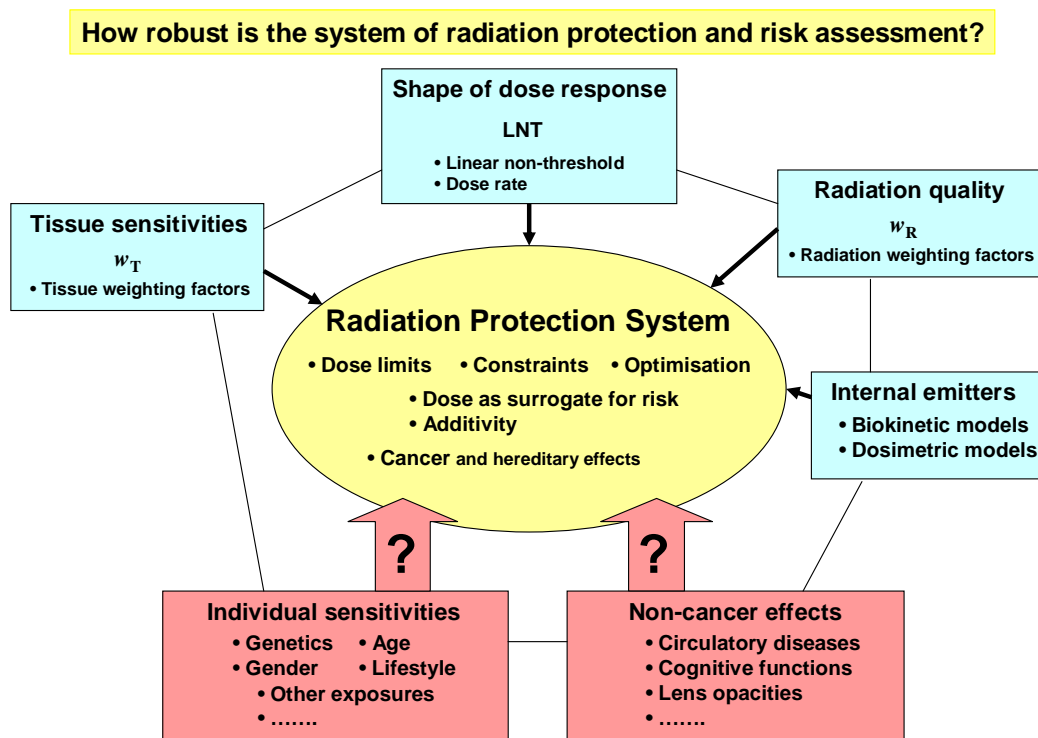 How robust is the system of radiation protection and risk assessment?
Shape of dose response
LNT
• Linear non-threshold
• Dose rate
Tissue sensitivities
wT
• Tissue weighting factors
Radiation quality
wR
• Radiation weighting factors
Radiation Protection System
• Dose limits • Constraints • Optimisation
• Dose as surrogate for risk
• Additivity
• Cancer and hereditary effects
Internal emitters
• Biokinetic models
• Dosimetric models
?
?
Individual sensitivities
• Genetics • Age
• Gender • Lifestyle
• Other exposures
• …….
Non-cancer effects
• Circulatory diseases
• Cognitive functions
• Lens opacities
• …….